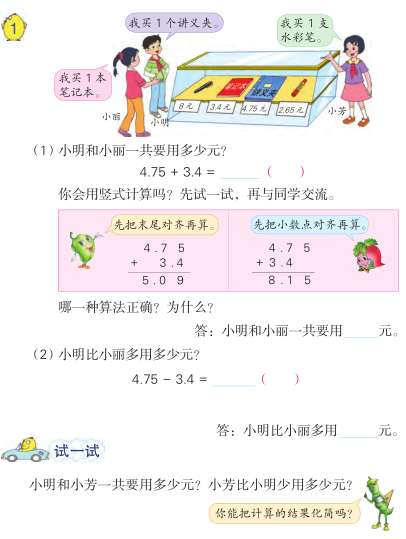 1
我买1个讲义夹。
我买1支
水彩笔。
我买1本
笔记本。
小丽
小明
小芳
笔记本
讲义夹
8元
3.4元
4.75元
2.65元
（1）小明和小丽一共要用多少元？
4.75 + 3.4 = ______（　　）
你会用竖式计算吗？先试一试，再与同学交流。
先把末尾对齐再算。
4.7 5
+ 3.4
5.0 9
先把小数点对齐再算。
4.7 5
+ 3.4
8.1 5
哪一种算法正确？为什么？
答：小明和小丽一共要用_____元。
（2）小明比小丽多用多少元？
4.75 − 3.4 = ______（　　）
答：小明比小丽多用_____元。
试一试
小明和小芳一共要用多少元？小芳比小明少用多少元？
你能把计算的结果化简吗？